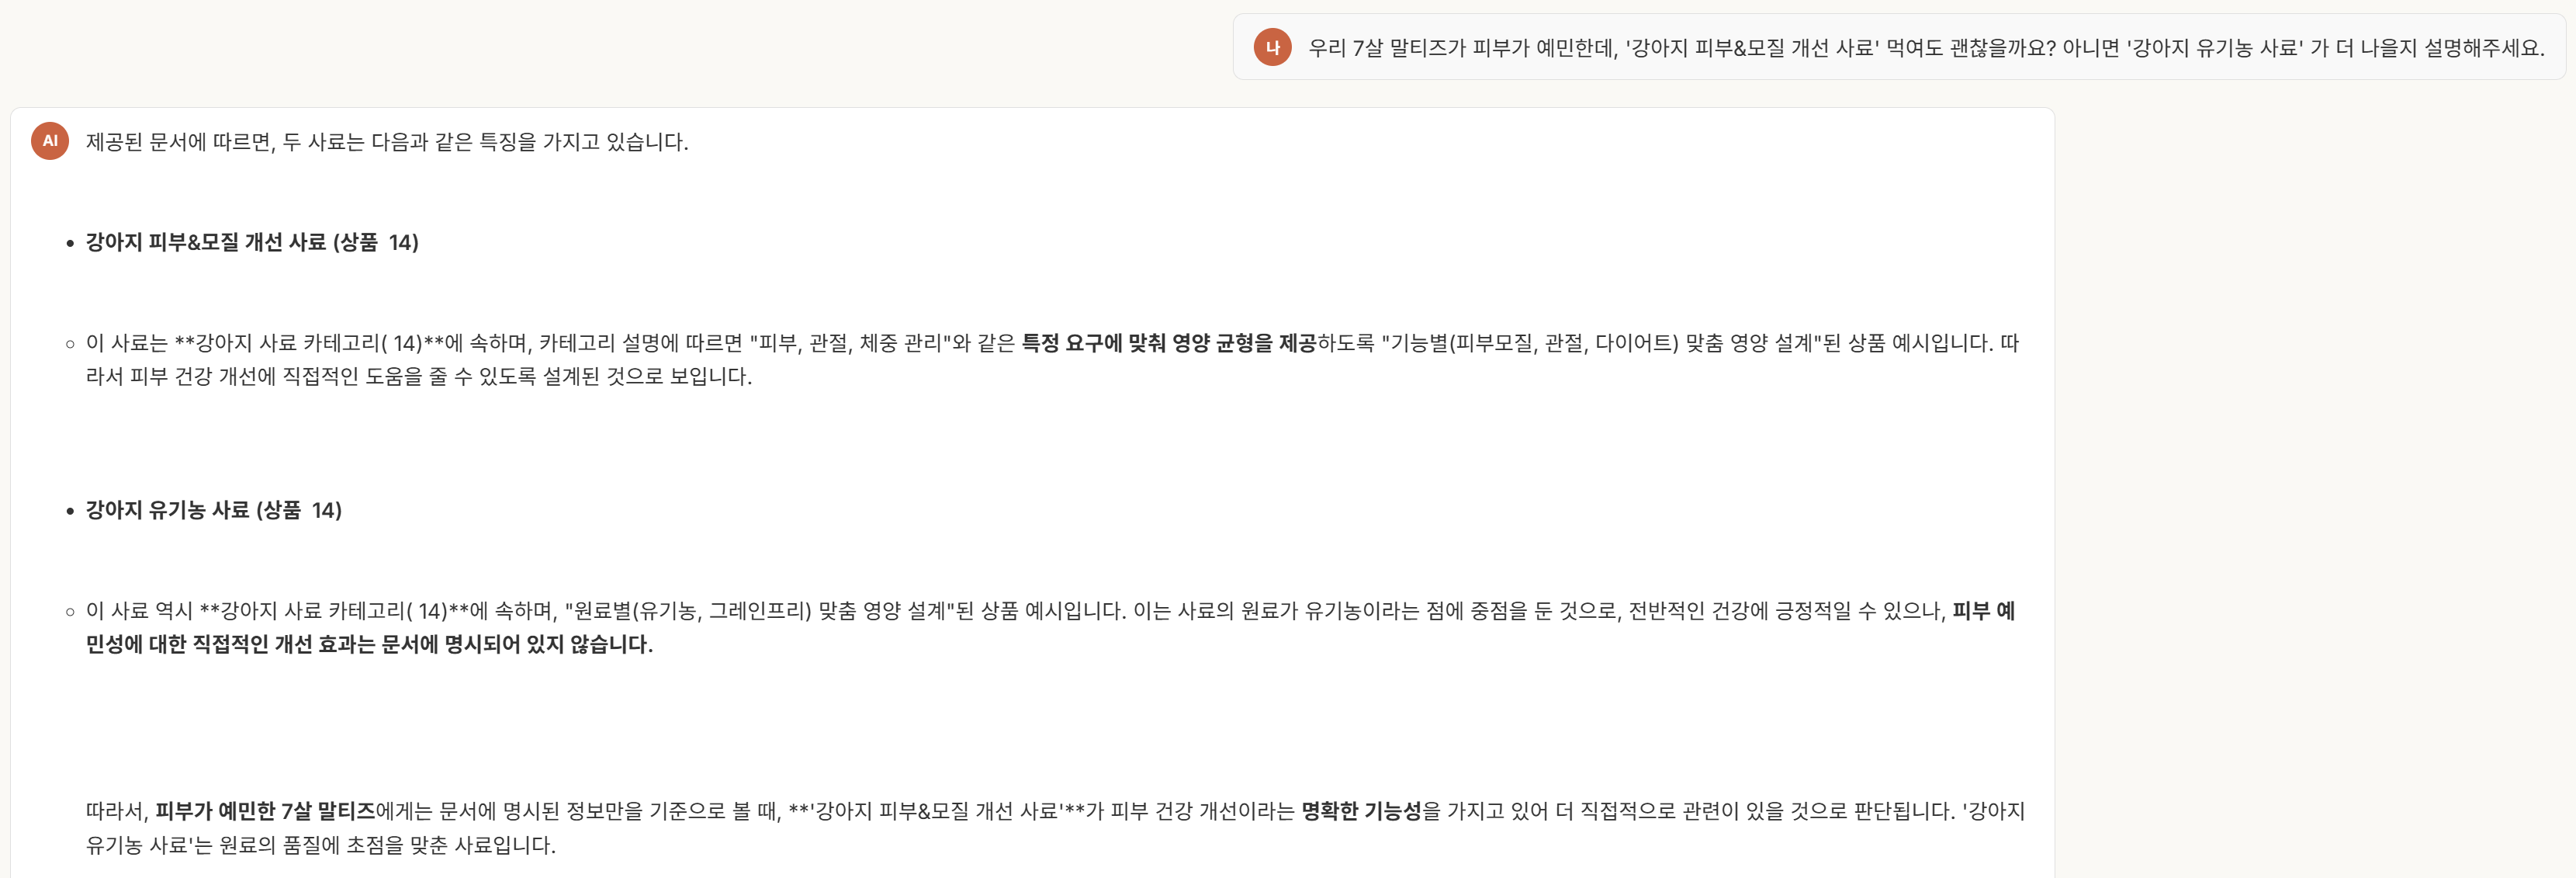 나 우리 7살 말티즈가 피부가 예민한데, '강아지 피부&모질 개선 사료' 먹여도 괜찮을까요? 아니면 '강아지 유기농 사료' 가 더 나을지 설명해주세요.
AI 제공된 문서에 따르면, 두 사료는 다음과 같은 특징을 가지고 있습니다.
• 강아지 피부&모질 개선 사료 (상품  14)
◦ 이 사료는 **강아지 사료 카테고리( 14)**에 속하며, 카테고리 설명에 따르면 "피부, 관절, 체중 관리"와 같은 특정 요구에 맞춰 영양 균형을 제공하도록 "기능별(피부모질, 관절, 다이어트) 맞춤 영양 설계"된 상품 예시입니다. 따
라서 피부 건강 개선에 직접적인 도움을 줄 수 있도록 설계된 것으로 보입니다.
• 강아지 유기농 사료 (상품  14)
◦ 이 사료 역시 **강아지 사료 카테고리( 14)**에 속하며, "원료별(유기농, 그레인프리) 맞춤 영양 설계"된 상품 예시입니다. 이는 사료의 원료가 유기농이라는 점에 중점을 둔 것으로, 전반적인 건강에 긍정적일 수 있으나, 피부 예
민성에 대한 직접적인 개선 효과는 문서에 명시되어 있지 않습니다.
따라서, 피부가 예민한 7살 말티즈에게는 문서에 명시된 정보만을 기준으로 볼 때, **'강아지 피부&모질 개선 사료'**가 피부 건강 개선이라는 명확한 기능성을 가지고 있어 더 직접적으로 관련이 있을 것으로 판단됩니다. '강아지
유기농 사료'는 원료의 품질에 초점을 맞춘 사료입니다.